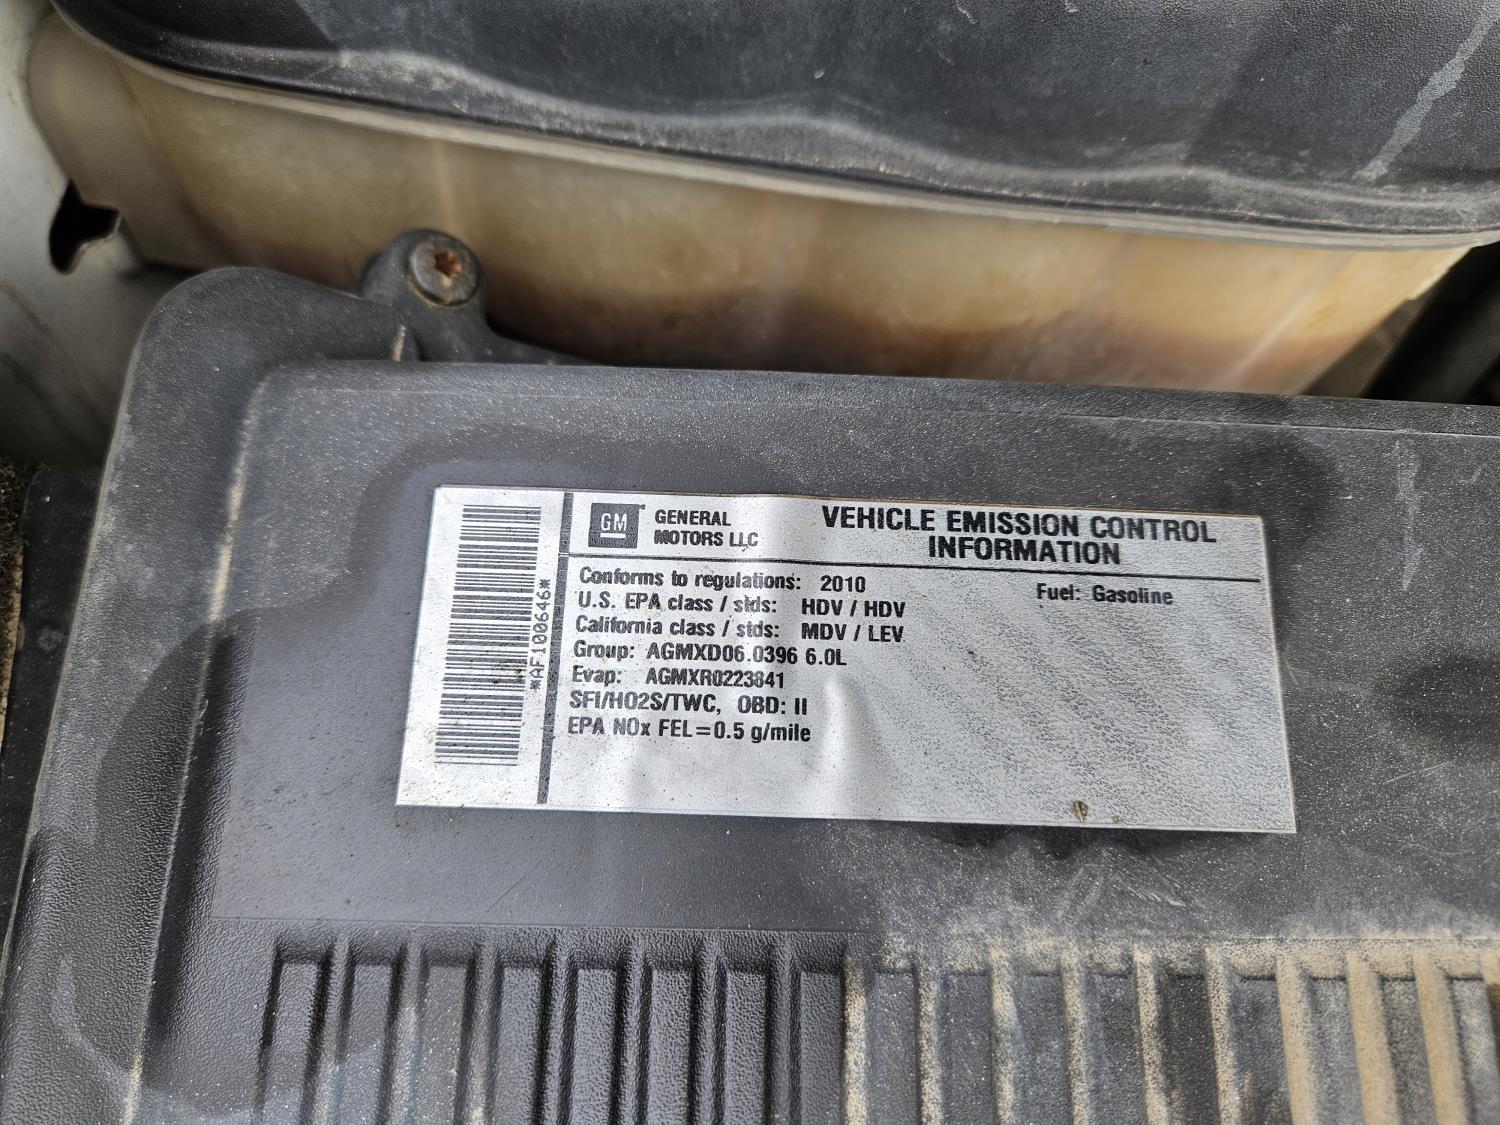 GM
GENERAL
MOTORS LLC
VEHICLE EMISSION CONTROL
INFORMATION
Conforms to regulations: 2010
Fuel: Gasoline
U.S. EPA class / stds: HDV / HDV
California class / stds: MDV / LEV
Group: AGMXD06.0396 6.0L
Evap: AGMXR0223841
SFI/HO2S/TWC, OBD: II
EPA NOx FEL=0.5 g/mile
*AF100646*